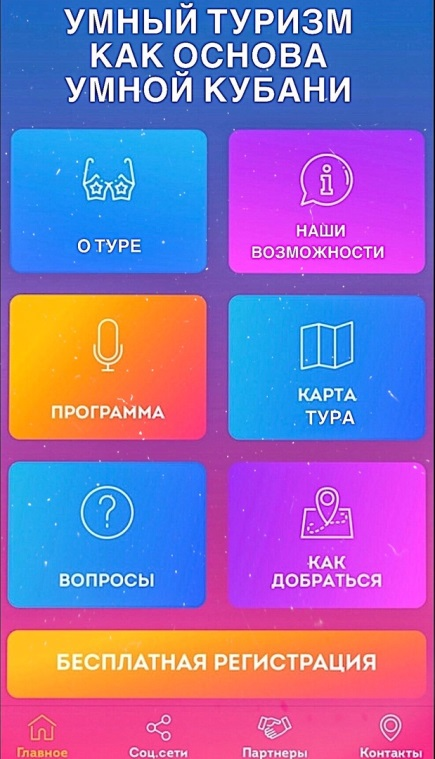 УМНЫЙ ТУРИЗМ
КАК ОСНОВА
УМНОЙ КУБАНИ
О ТУРЕ
НАШИ
ВОЗМОЖНОСТИ
ПРОГРАММА
КАРТА
ТУРА
ВОПРОСЫ
КАК
ДОБРАТЬСЯ
БЕСПЛАТНАЯ РЕГИСТРАЦИЯ
Главное
Соц.сети
Партнеры
Контакты